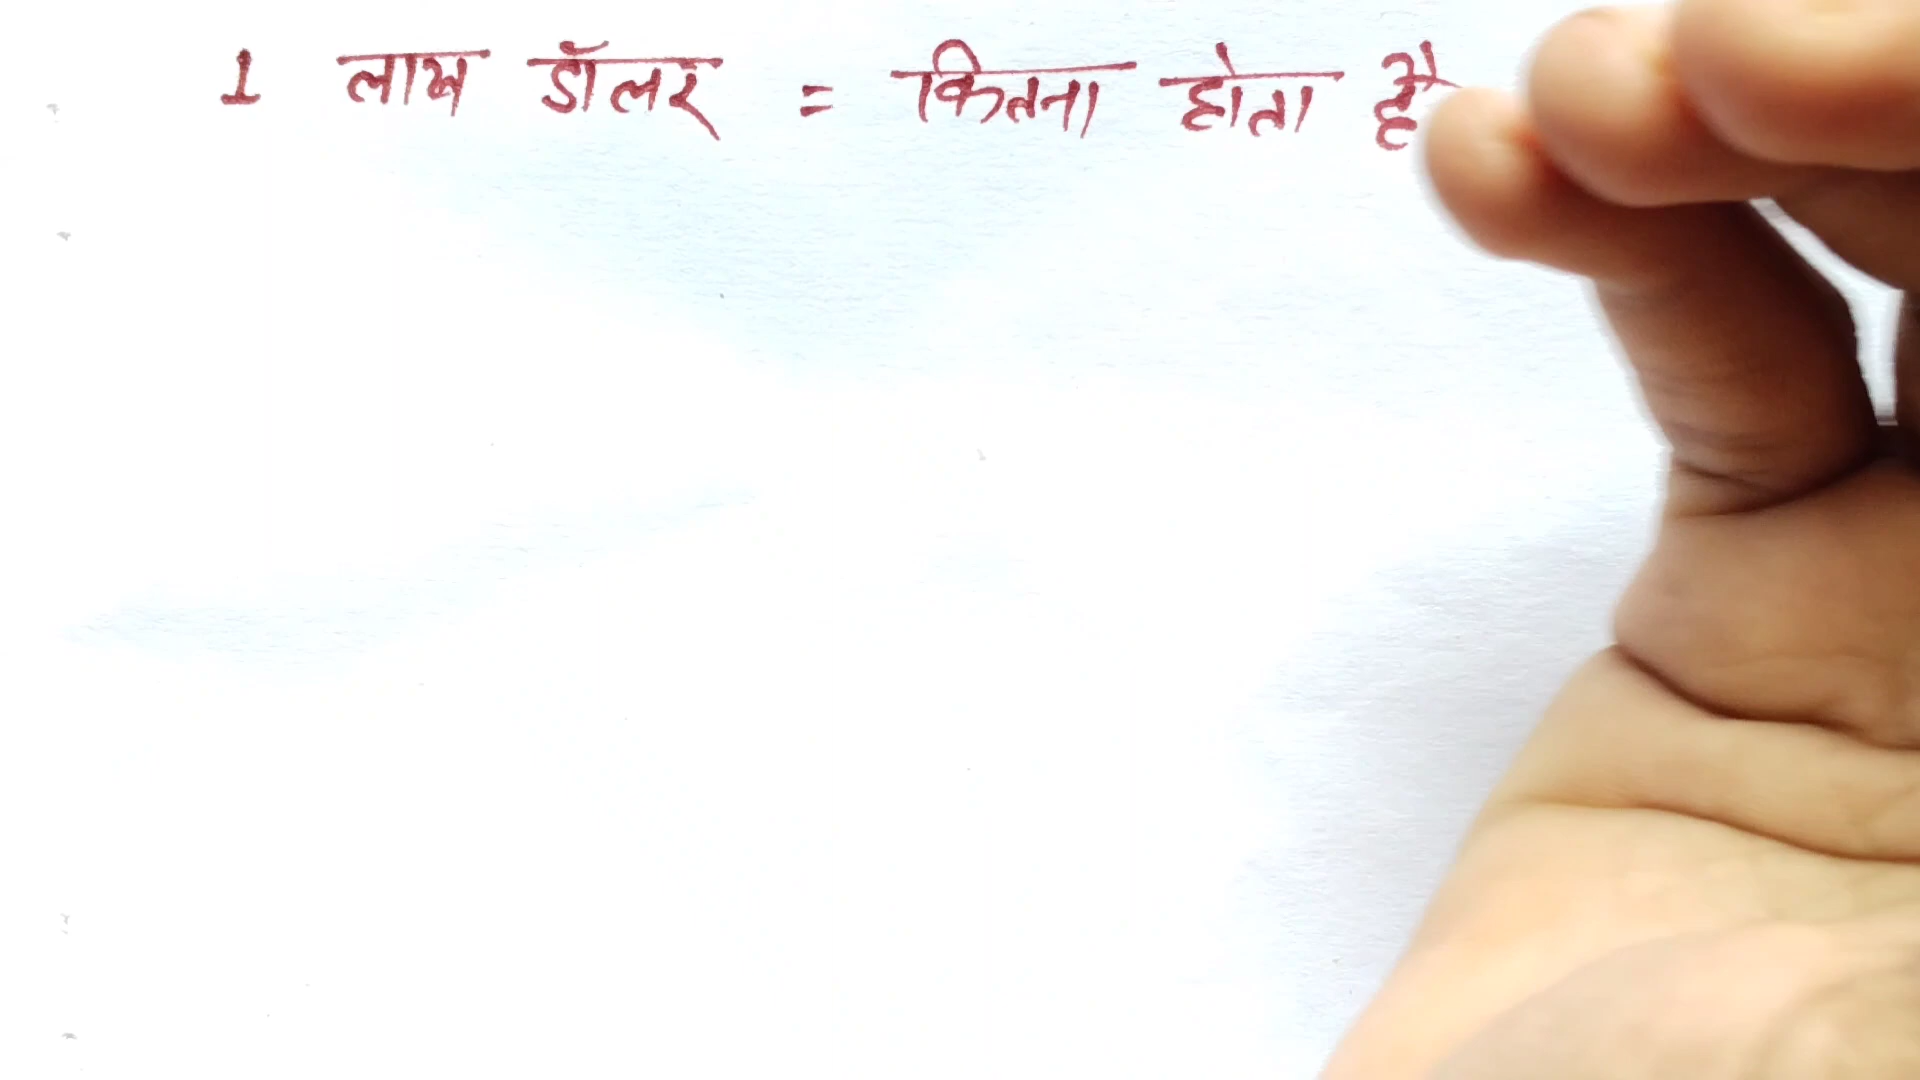 1 लाख डॉलर = कितना होता है